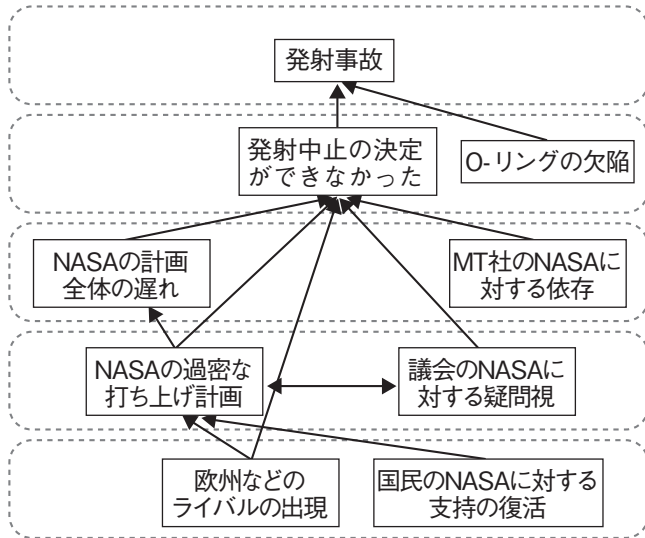 発射事故
発射中止の決定
ができなかった
O-リングの欠陥
NASAの計画
全体の遅れ
MT社のNASAに
対する依存
NASAの過密な
打ち上げ計画
議会のNASAに
対する疑問視
欧州などの
ライバルの出現
国民のNASAに対する
支持の復活